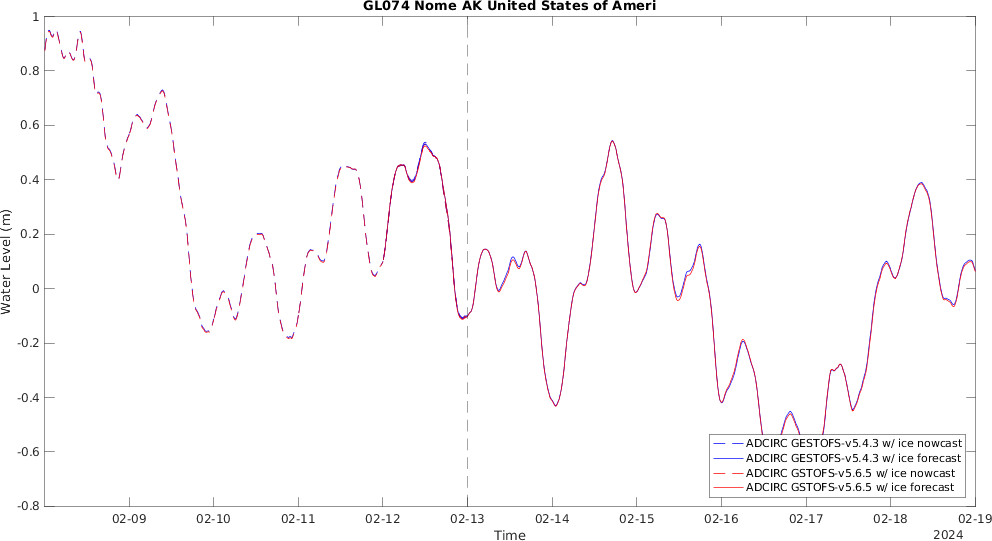 GL074 Nome AK United States of Ameri
1
0.8
0.6
0.4
0.2
0
-0.2
-0.4
-0.6
-0.8
Water Level (m)
ADCIRC GESTOFS-v5.4.3 w/ ice nowcast
ADCIRC GESTOFS-v5.4.3 w/ ice forecast
ADCIRC GSTOFS-v5.6.5 w/ ice nowcast
ADCIRC GSTOFS-v5.6.5 w/ ice forecast
02-09 02-10 02-11 02-12 02-13 02-14 02-15 02-16 02-17 02-18 02-19
Time
2024